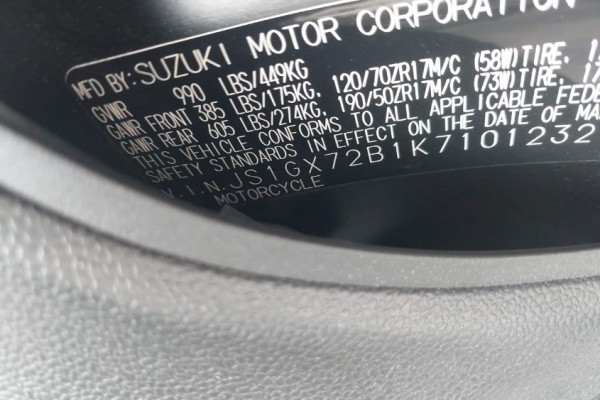 MFD BY: SUZUKI MOTOR CORPORATION
GVWR 990 LBS/449KG
GAWR FRONT 385 LBS/175KG, 120/70ZR17M/C (58W)TIRE,
GAWR REAR 605 LBS/274KG, 190/50ZR17M/C (73W)TIRE,
THIS VEHICLE CONFORMS TO ALL APPLICABLE
SAFETY STANDARDS IN EFFECT ON THE DATE OF
V.I.N. JS1GX72B1K7101232
MOTORCYCLE